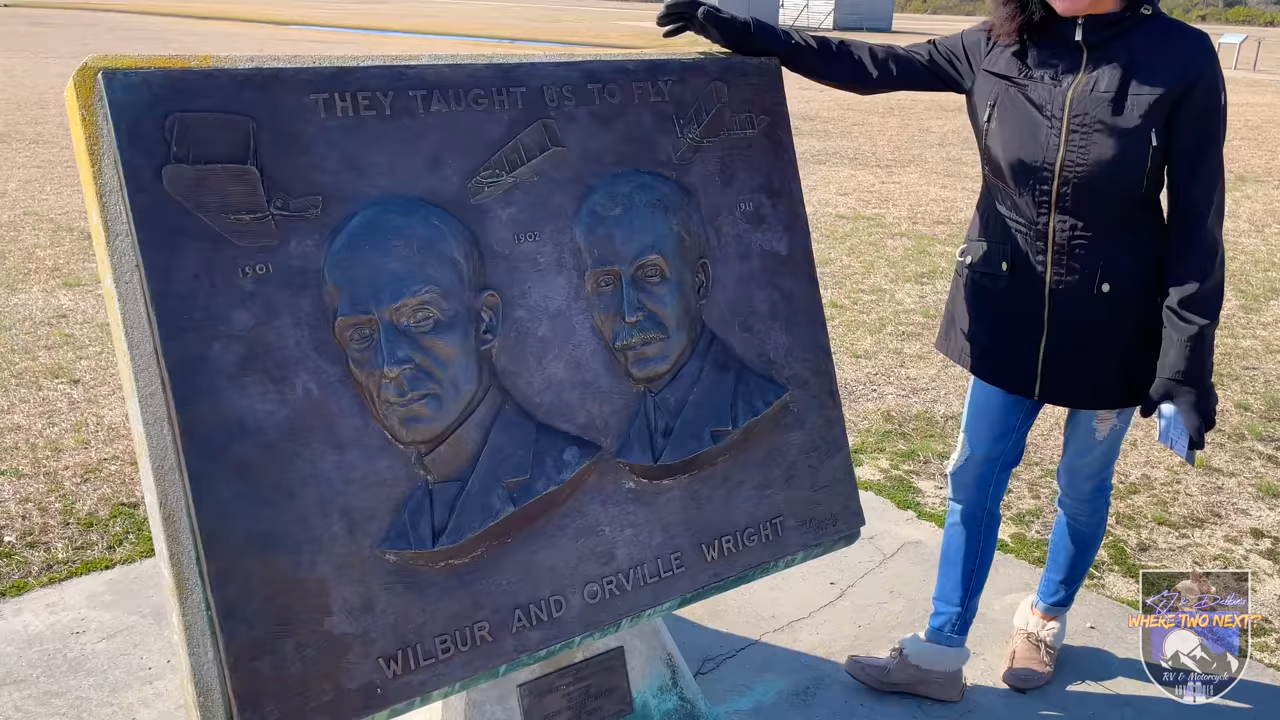 THEY TAUGHT US TO FLY
1901
1902
1911
WILBUR AND ORVILLE WRIGHT
WHERE TWO NEXT?
RV & Motorcycle